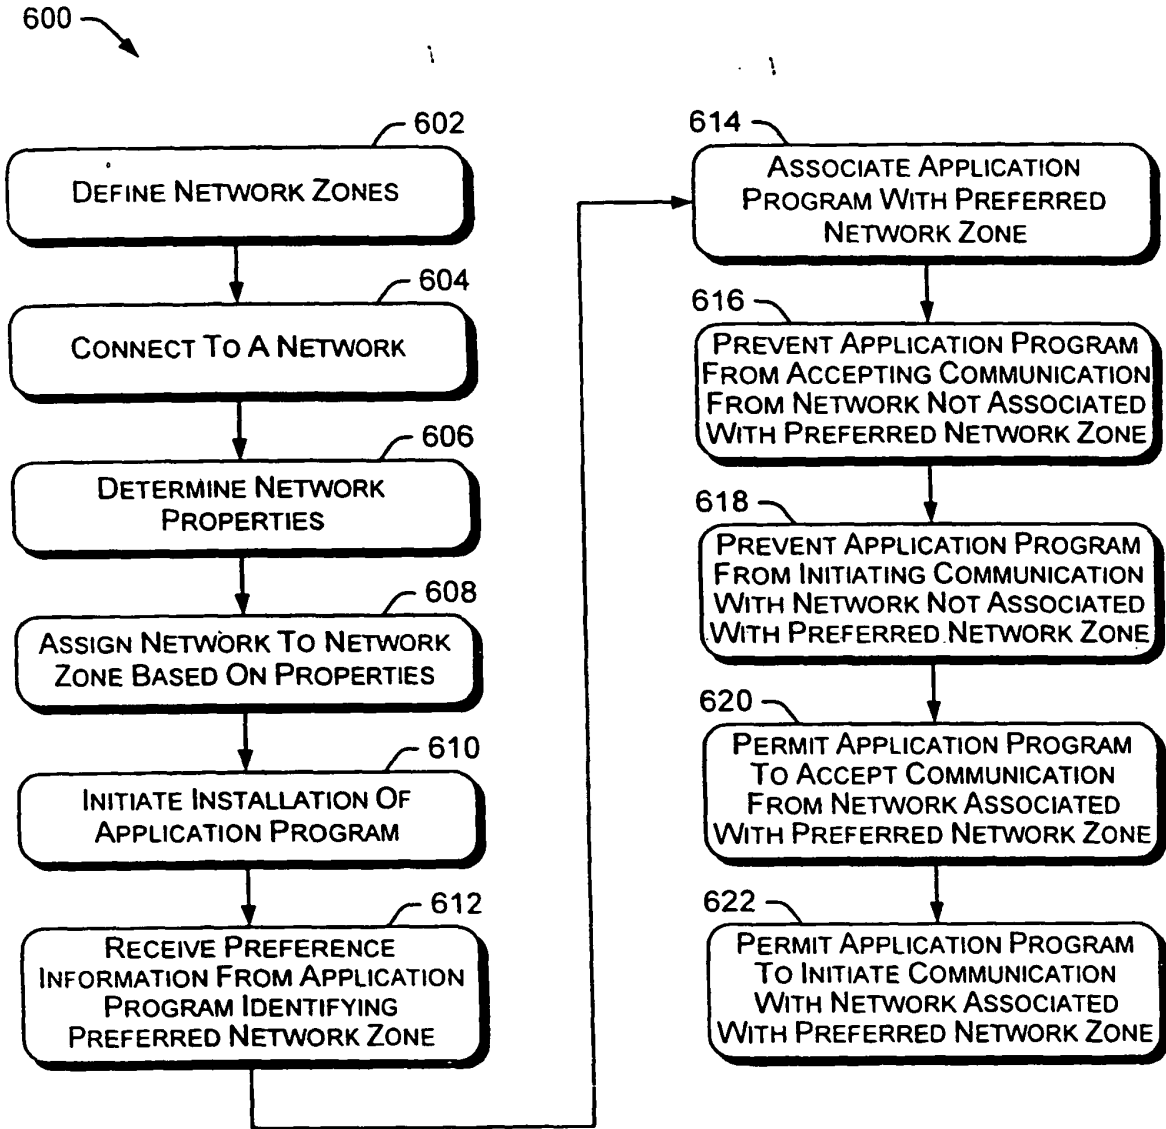 600
602
DEFINE NETWORK ZONES
604
CONNECT TO A NETWORK
606
DETERMINE NETWORK
PROPERTIES
608
ASSIGN NETWORK TO NETWORK
ZONE BASED ON PROPERTIES
610
INITIATE INSTALLATION OF
APPLICATION PROGRAM
612
RECEIVE PREFERENCE
INFORMATION FROM APPLICATION
PROGRAM IDENTIFYING
PREFERRED NETWORK ZONE
614
ASSOCIATE APPLICATION
PROGRAM WITH PREFERRED
NETWORK ZONE
616
PREVENT APPLICATION PROGRAM
FROM ACCEPTING COMMUNICATION
FROM NETWORK NOT ASSOCIATED
WITH PREFERRED NETWORK ZONE
618
PREVENT APPLICATION PROGRAM
FROM INITIATING COMMUNICATION
WITH NETWORK NOT ASSOCIATED
WITH PREFERRED NETWORK ZONE
620
PERMIT APPLICATION PROGRAM
TO ACCEPT COMMUNICATION
FROM NETWORK ASSOCIATED
WITH PREFERRED NETWORK ZONE
622
PERMIT APPLICATION PROGRAM
TO INITIATE COMMUNICATION
WITH NETWORK ASSOCIATED
WITH PREFERRED NETWORK ZONE